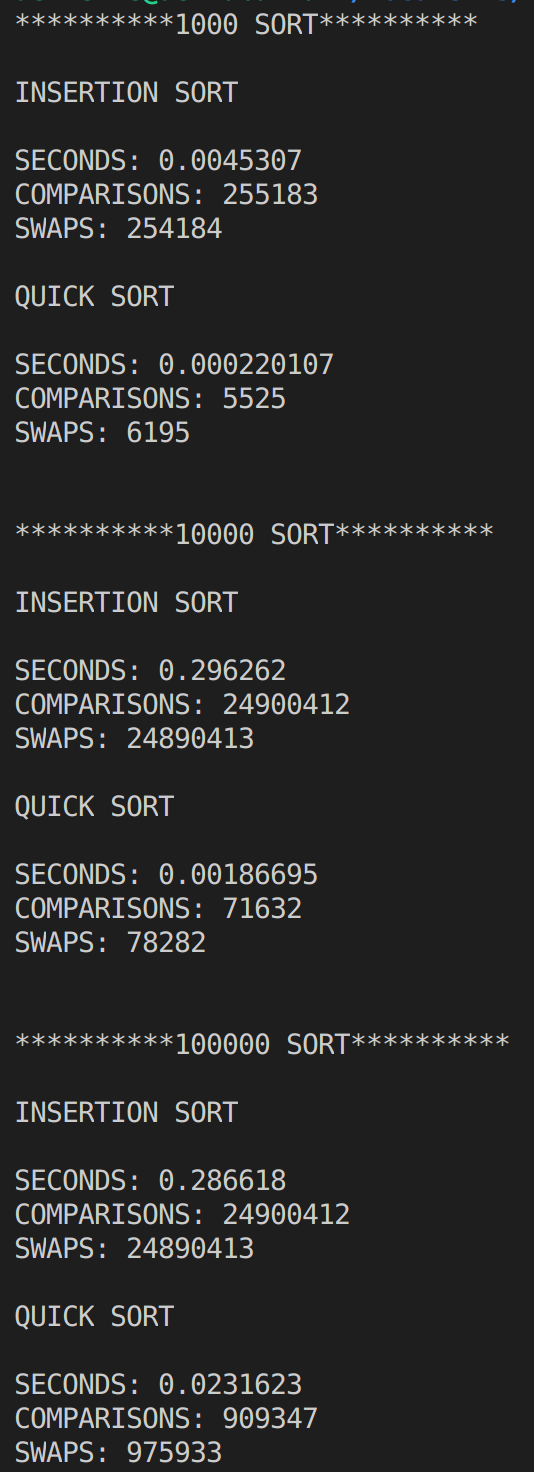 **********1000 SORT**********
INSERTION SORT
SECONDS: 0.0045307
COMPARISONS: 255183
SWAPS: 254184
QUICK SORT
SECONDS: 0.000220107
COMPARISONS: 5525
SWAPS: 6195
**********10000 SORT**********
INSERTION SORT
SECONDS: 0.296262
COMPARISONS: 24900412
SWAPS: 24890413
QUICK SORT
SECONDS: 0.00186695
COMPARISONS: 71632
SWAPS: 78282
**********100000 SORT**********
INSERTION SORT
SECONDS: 0.286618
COMPARISONS: 24900412
SWAPS: 24890413
QUICK SORT
SECONDS: 0.0231623
COMPARISONS: 909347
SWAPS: 975933